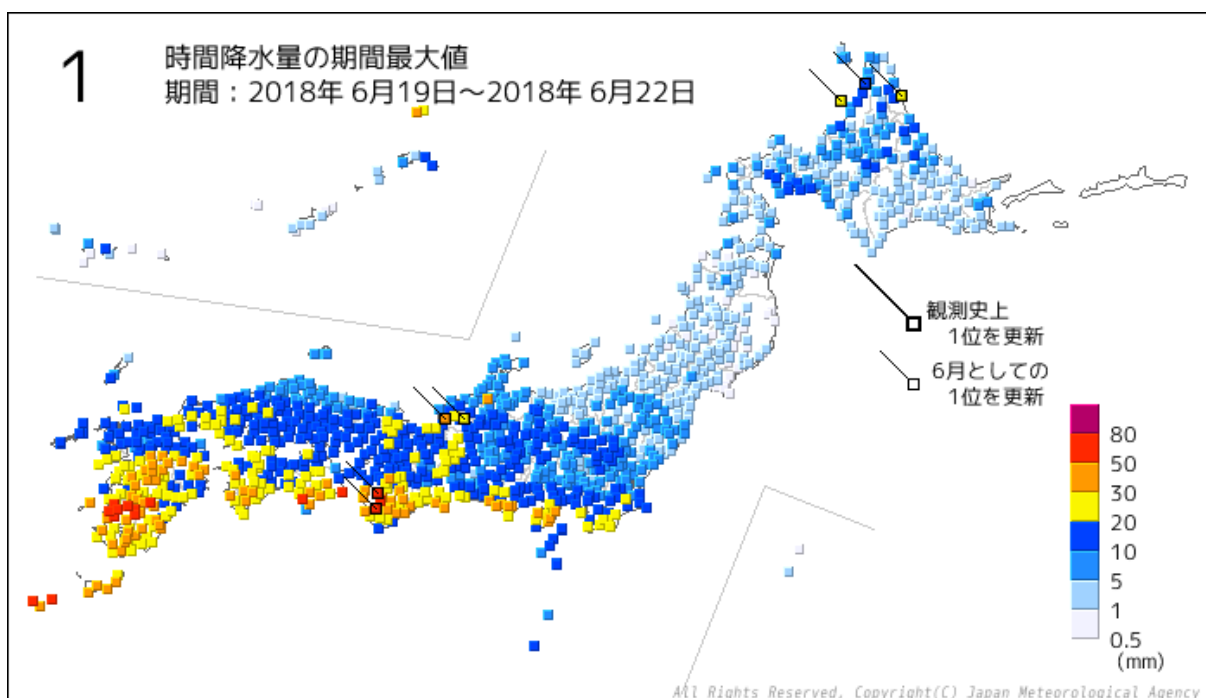 1 時間降水量の期間最大値
期間：2018年 6月19日～2018年 6月22日
観測史上
1位を更新
6月としての
1位を更新
80
50
30
20
10
5
1
0.5
(mm)
All Rights Reserved. Copyright(C) Japan Meteorological Agency